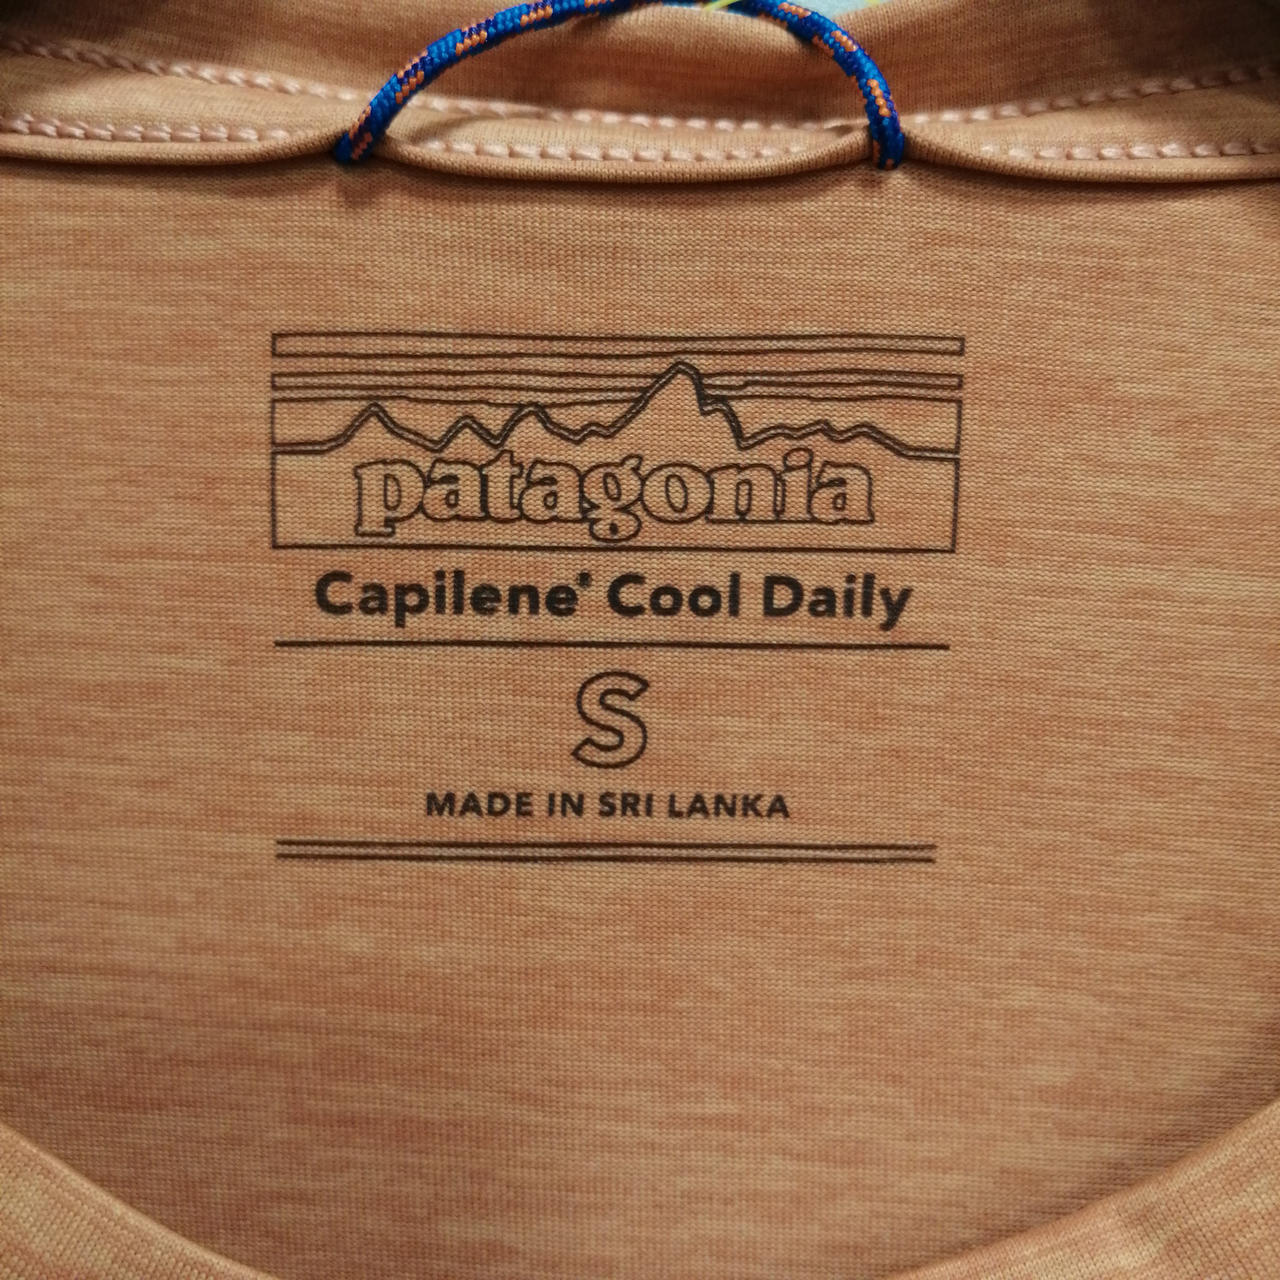 patagonia
Capilene® Cool Daily
S
MADE IN SRI LANKA